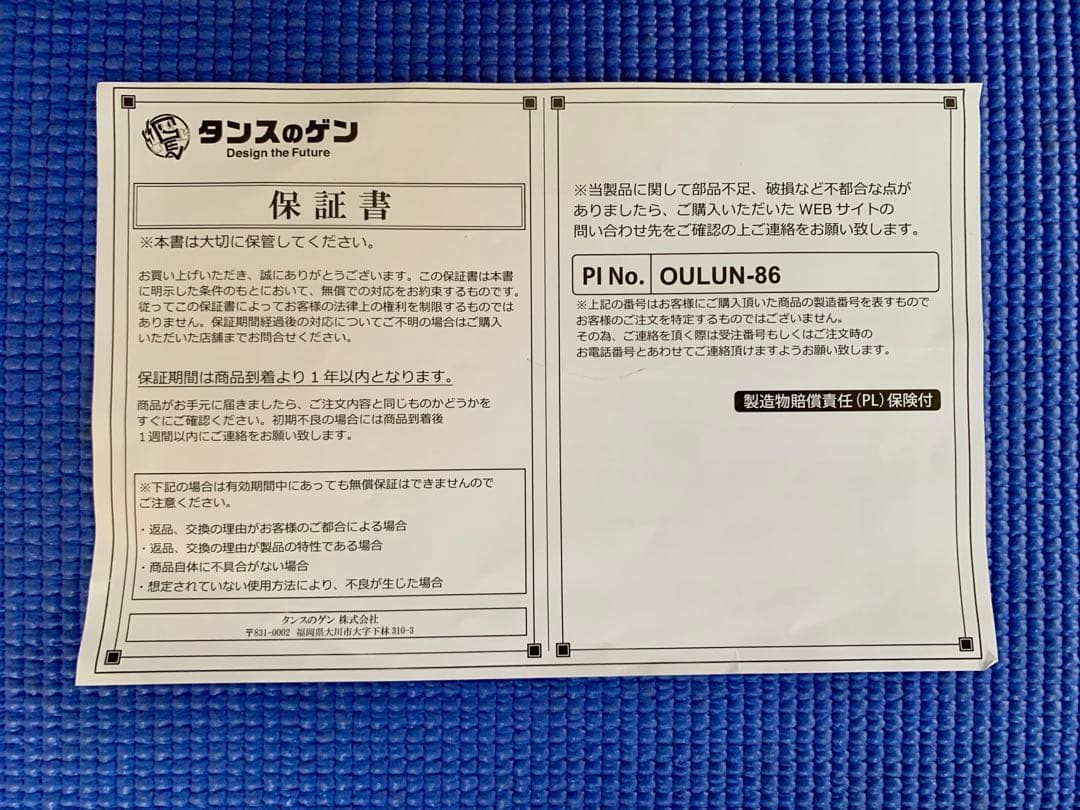 タンスのゲン
Design the Future
保証書
※本書は大切に保管してください。
お買い上げいただき、誠にありがとうございます。この保証書は本書
に明示した条件のもとにおいて、無償での対応をお約束するものです。
従ってこの保証書によってお客様の法律上の権利を制限するものでは
ありません。保証期間経過後の対応についてご不明の場合はご購入
いただいた店舗までお問合せください。
保証期間は商品到着より1年以内となります。
商品がお手元に届きましたら、ご注文内容と同じものかどうかを
すぐにご確認ください。初期不良の場合には商品到着後
1週間以内にご連絡をお願い致します。
※下記の場合は有効期間中にあっても無償保証はできませんので
ご注意ください。
・返品、交換の理由がお客様のご都合による場合
・返品、交換の理由が製品の特性である場合
・商品自体に不具合がない場合
・想定されていない使用方法により、不良が生じた場合
タンスのゲン 株式会社
〒831-0002 福岡県大川市大字下林310-3
※当製品に関して部品不足、破損など不都合な点が
ありましたら、ご購入いただいた WEB サイトの
問い合わせ先をご確認の上ご連絡をお願い致します。
PI No. OULUN-86
※上記の番号はお客様にご購入頂いた商品の製造番号を表すもので
お客様のご注文を特定するものではございません。
その為、ご連絡を頂く際は受注番号もしくはご注文時の
お電話番号とあわせてご連絡頂けますようお願い致します。
製造物賠償責任(PL)保険付